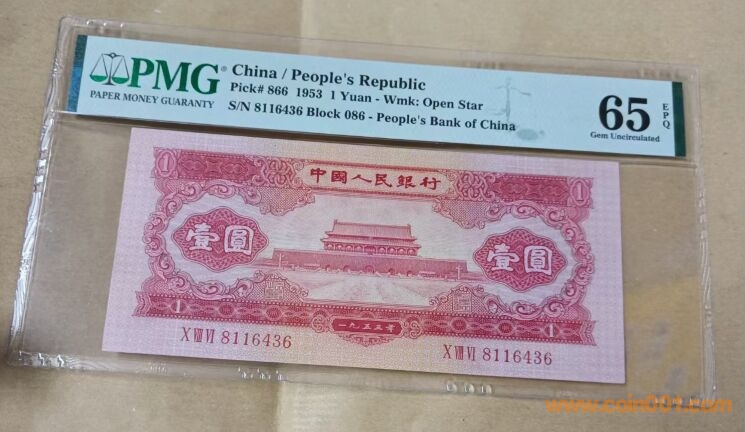 PMG®
PAPER MONEY GUARANTY
China / People's Republic
Pick# 866 1953 1 Yuan - Wmk: Open Star
S/N 8116436 Block 086 - People's Bank of China
65
EPQ
Gem Uncirculated
1
中國人民銀行
1
壹圓
壹圓
1
一九五三年
1
X VIII VI 8116436
X VIII VI 8116436
www.coin001.com